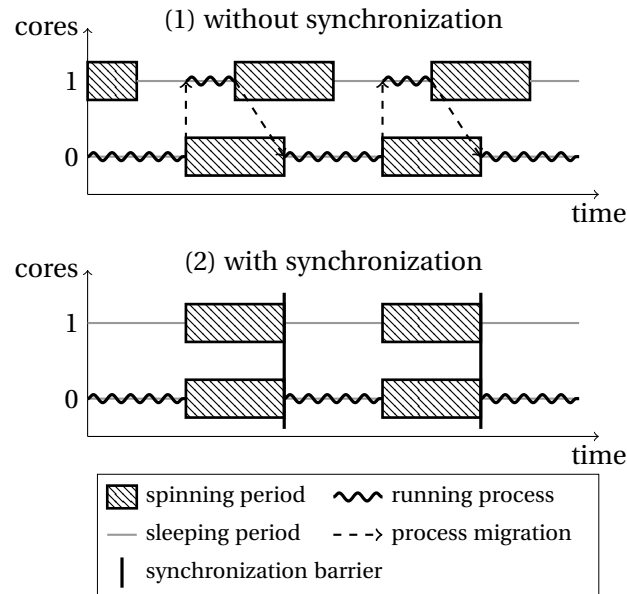 (1) without synchronization
cores
1
0
time
(2) with synchronization
cores
1
0
time
spinning period
running process
sleeping period
process migration
synchronization barrier